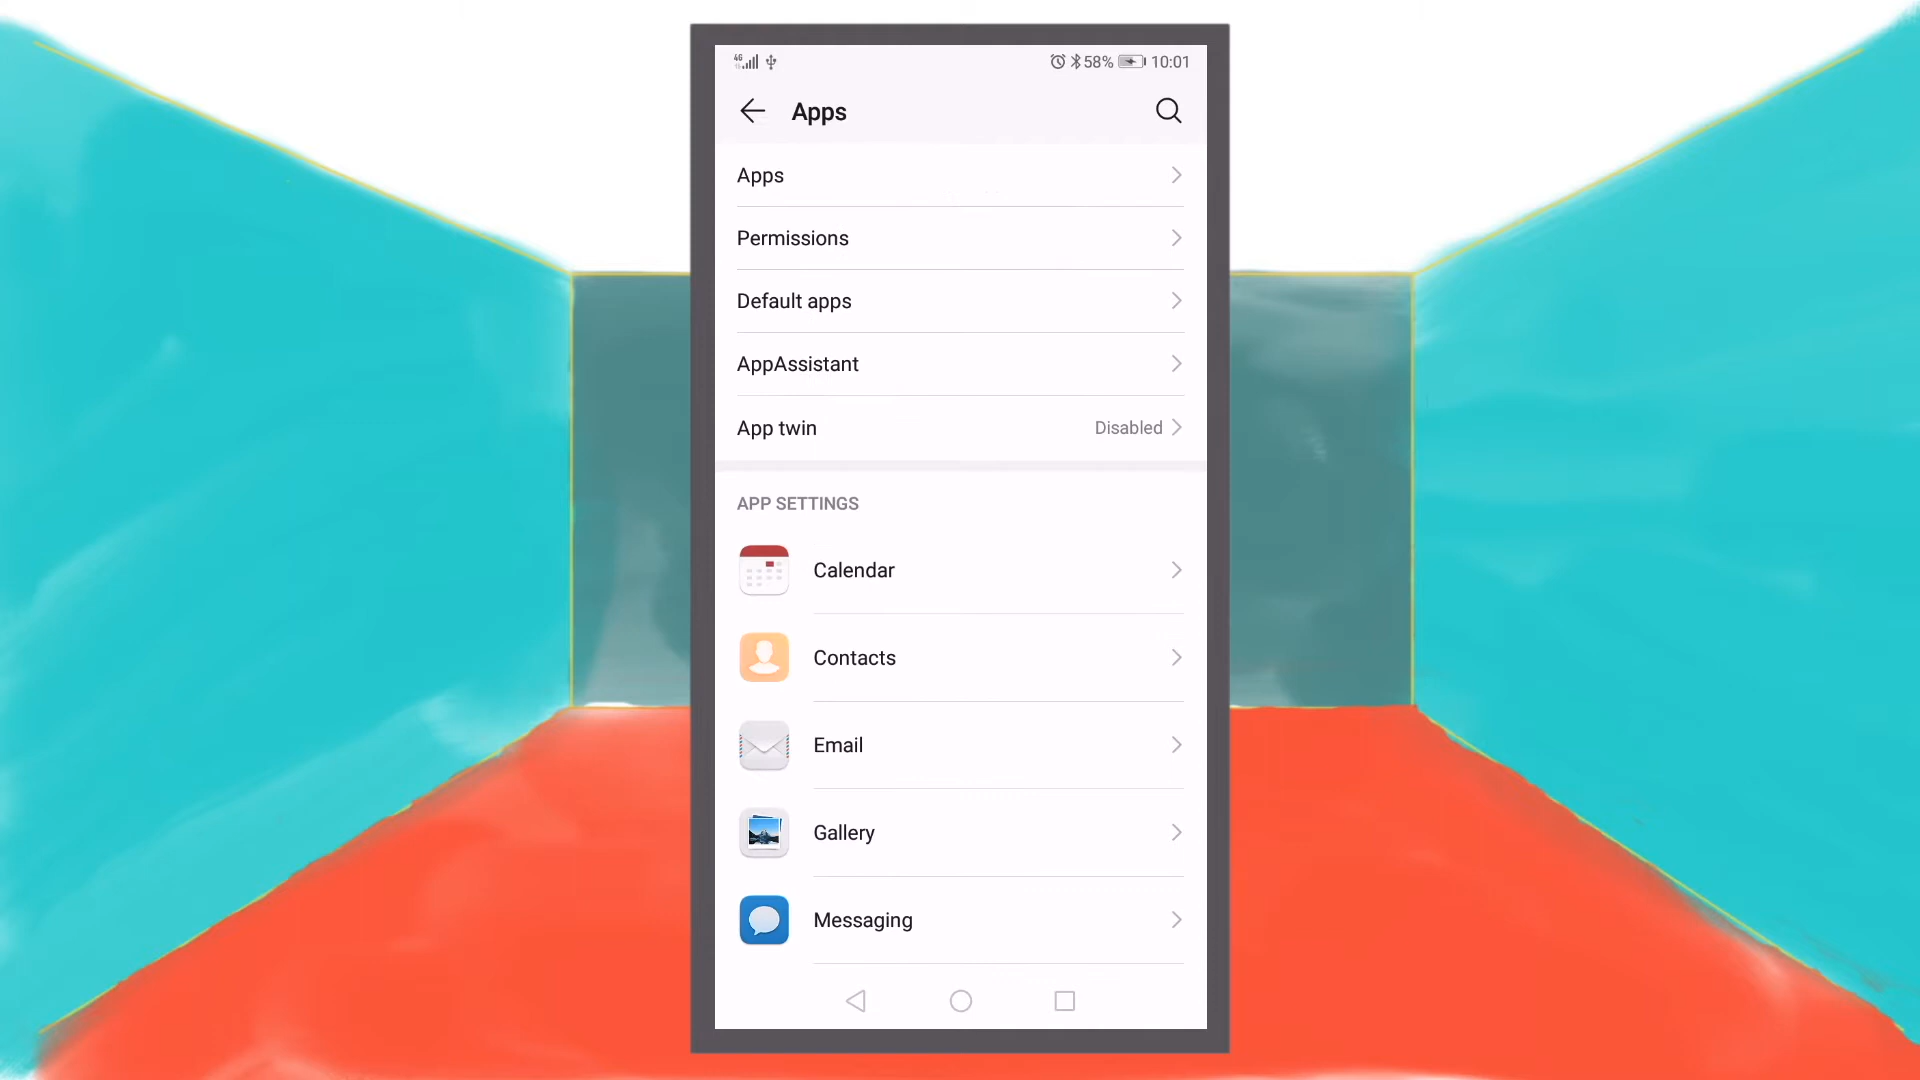 4G 58% 10:01
Apps
Apps
Permissions
Default apps
AppAssistant
App twin Disabled
APP SETTINGS
Calendar
Contacts
Email
Gallery
Messaging